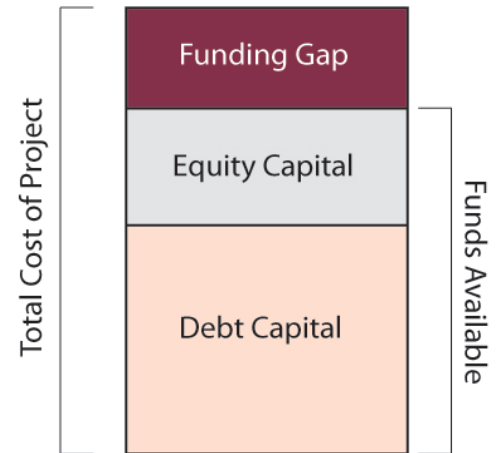 Funding Gap
Equity Capital
Debt Capital
Total Cost of Project
Funds Available